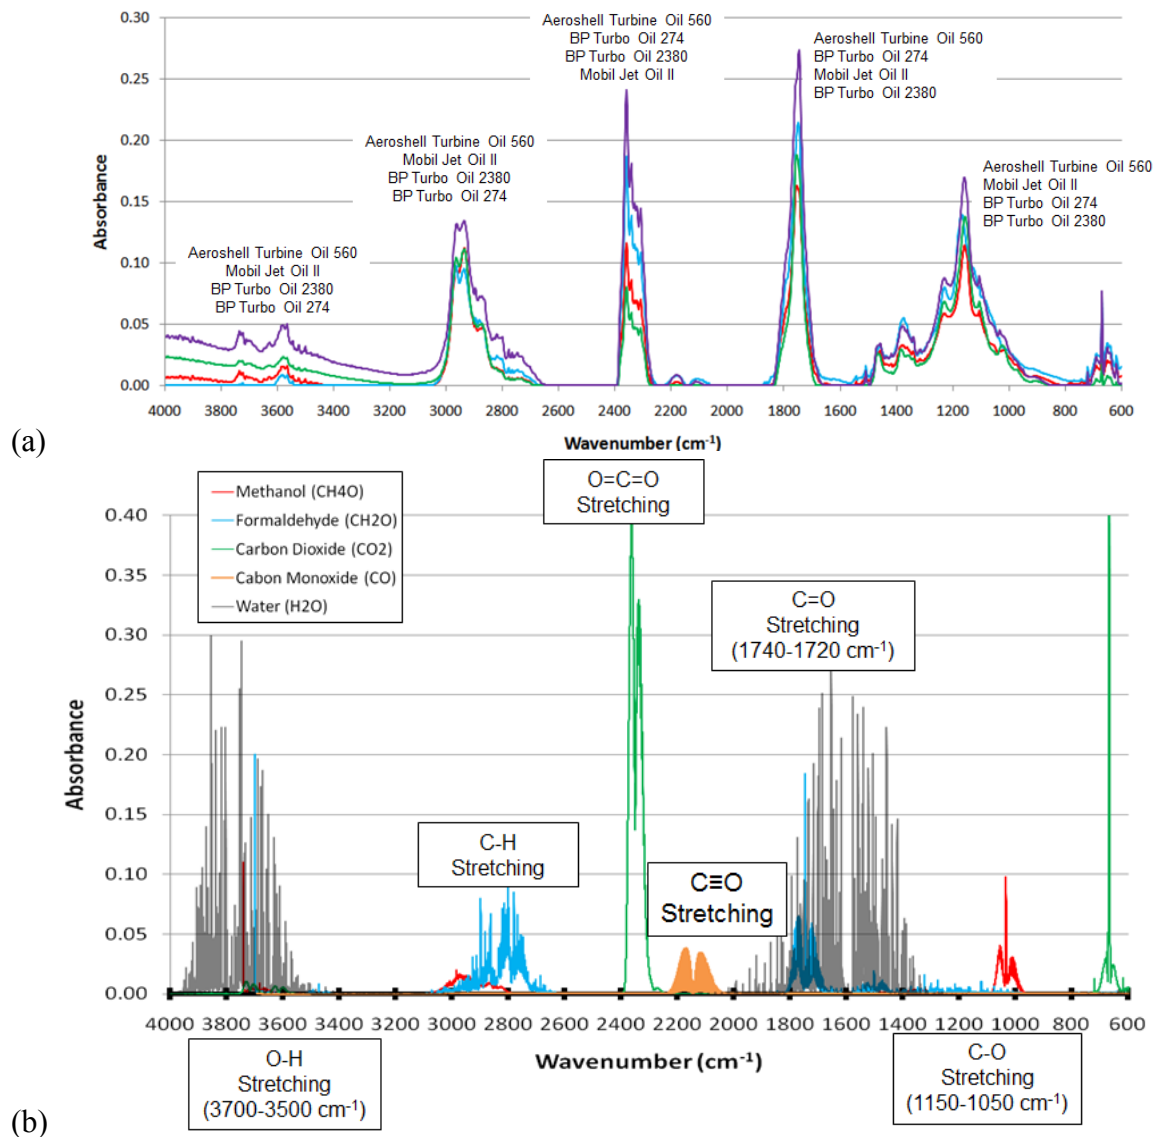 Aeroshell Turbine Oil 560
BP Turbo Oil 274
BP Turbo Oil 2380
Mobil Jet Oil II
Aeroshell Turbine Oil 560
BP Turbo Oil 274
Mobil Jet Oil II
BP Turbo Oil 2380
Aeroshell Turbine Oil 560
Mobil Jet Oil II
BP Turbo Oil 2380
BP Turbo Oil 274
Aeroshell Turbine Oil 560
Mobil Jet Oil II
BP Turbo Oil 274
BP Turbo Oil 2380
Aeroshell Turbine Oil 560
Mobil Jet Oil II
BP Turbo Oil 2380
BP Turbo Oil 274
Absorbance
0.30
0.25
0.20
0.15
0.10
0.05
0.00
4000 3800 3600 3400 3200 3000 2800 2600 2400 2200 2000 1800 1600 1400 1200 1000 800 600
Wavenumber (cm-1)
(a)
Methanol (CH4O)
Formaldehyde (CH2O)
Carbon Dioxide (CO2)
Cabon Monoxide (CO)
Water (H2O)
O=C=O
Stretching
C=O
Stretching
(1740-1720 cm-1)
C-H
Stretching
C≡O
Stretching
Absorbance
0.40
0.35
0.30
0.25
0.20
0.15
0.10
0.05
0.00
4000 3800 3600 3400 3200 3000 2800 2600 2400 2200 2000 1800 1600 1400 1200 1000 800 600
O-H
Stretching
(3700-3500 cm-1)
Wavenumber (cm-1)
C-O
Stretching
(1150-1050 cm-1)
(b)